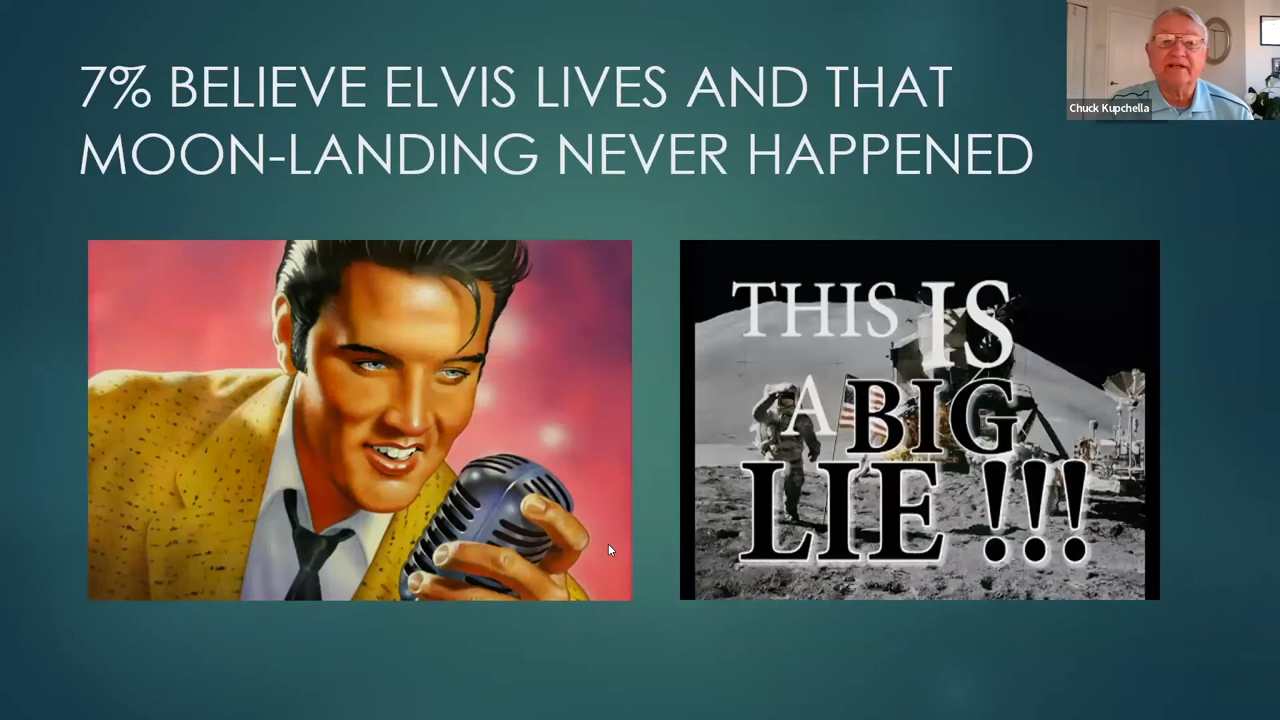 7% BELIEVE ELVIS LIVES AND THAT
MOON-LANDING NEVER HAPPENED
Chuck Kupchella
THIS IS
A BIG
LIE !!!